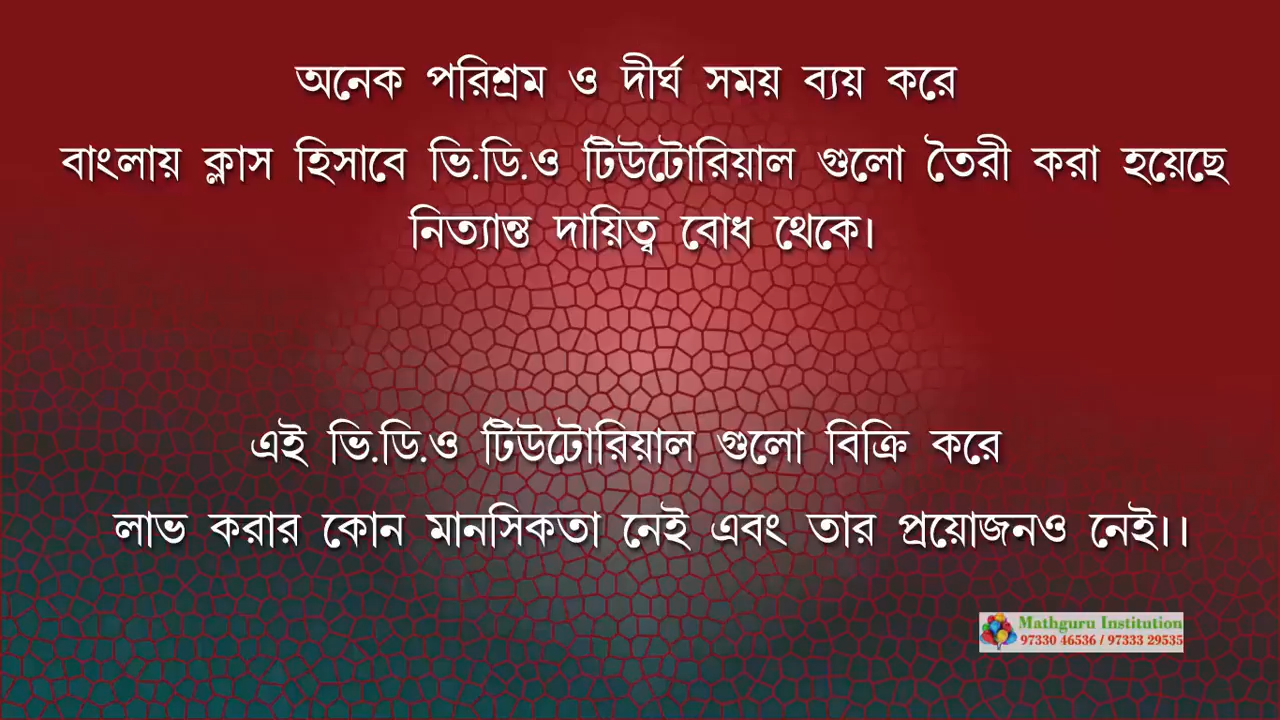 অনেক পরিশ্রম ও দীর্ঘ সময় ব্যয় করে
বাংলায় ক্লাস হিসাবে ভি.ডি.ও টিউটোরিয়াল গুলো তৈরী করা হয়েছে
নিত্যান্ত দায়িত্ব বোধ থেকে।
এই ভি.ডি.ও টিউটোরিয়াল গুলো বিক্রি করে
লাভ করার কোন মানসিকতা নেই এবং তার প্রয়োজনও নেই।।
Mathguru Institution
97330 46536 / 97333 29535